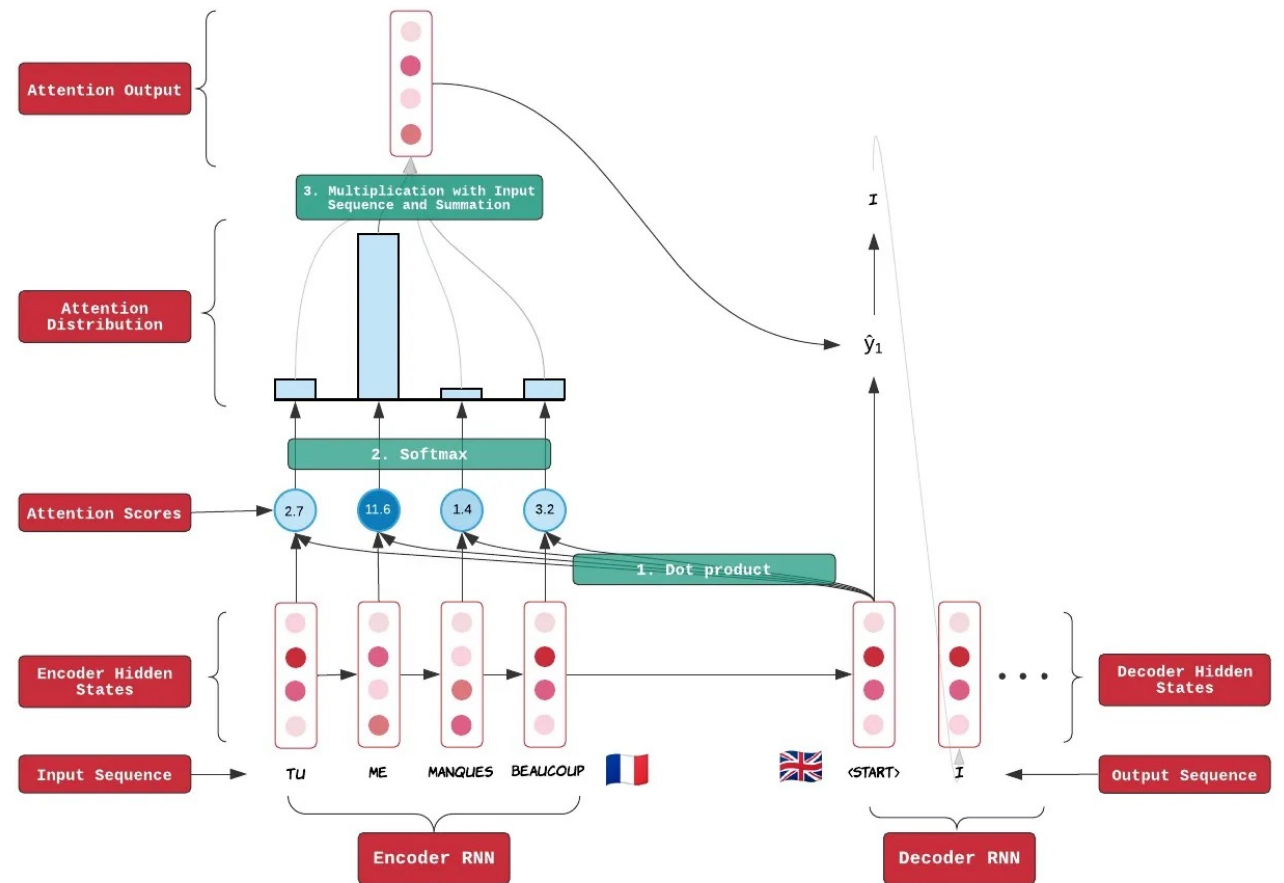 Attention Output
3. Multiplication with Input
Sequence and Summation
I
Attention
Distribution
ŷ₁
2. Softmax
Attention Scores
2.7
11.6
1.4
3.2
1. Dot product
Encoder Hidden
States
Decoder Hidden
States
Input Sequence
TU
ME
MANQUES
BEAUCOUP
<START>
I
Output Sequence
Encoder RNN
Decoder RNN